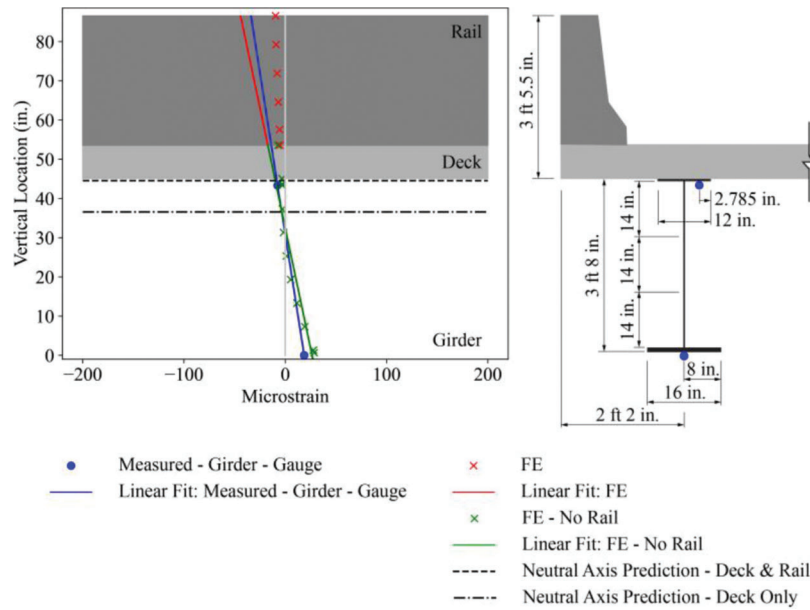 80
70
60
50
40
30
20
10
0
Vertical Location (in.)
Rail
Deck
Girder
−200
−100
0
100
200
Microstrain
3 ft 5.5 in.
3 ft 8 in.
14 in.
14 in.
14 in.
2.785 in.
12 in.
8 in.
16 in.
2 ft 2 in.
Measured - Girder - Gauge
Linear Fit: Measured - Girder - Gauge
FE
Linear Fit: FE
FE - No Rail
Linear Fit: FE - No Rail
Neutral Axis Prediction - Deck & Rail
Neutral Axis Prediction - Deck Only